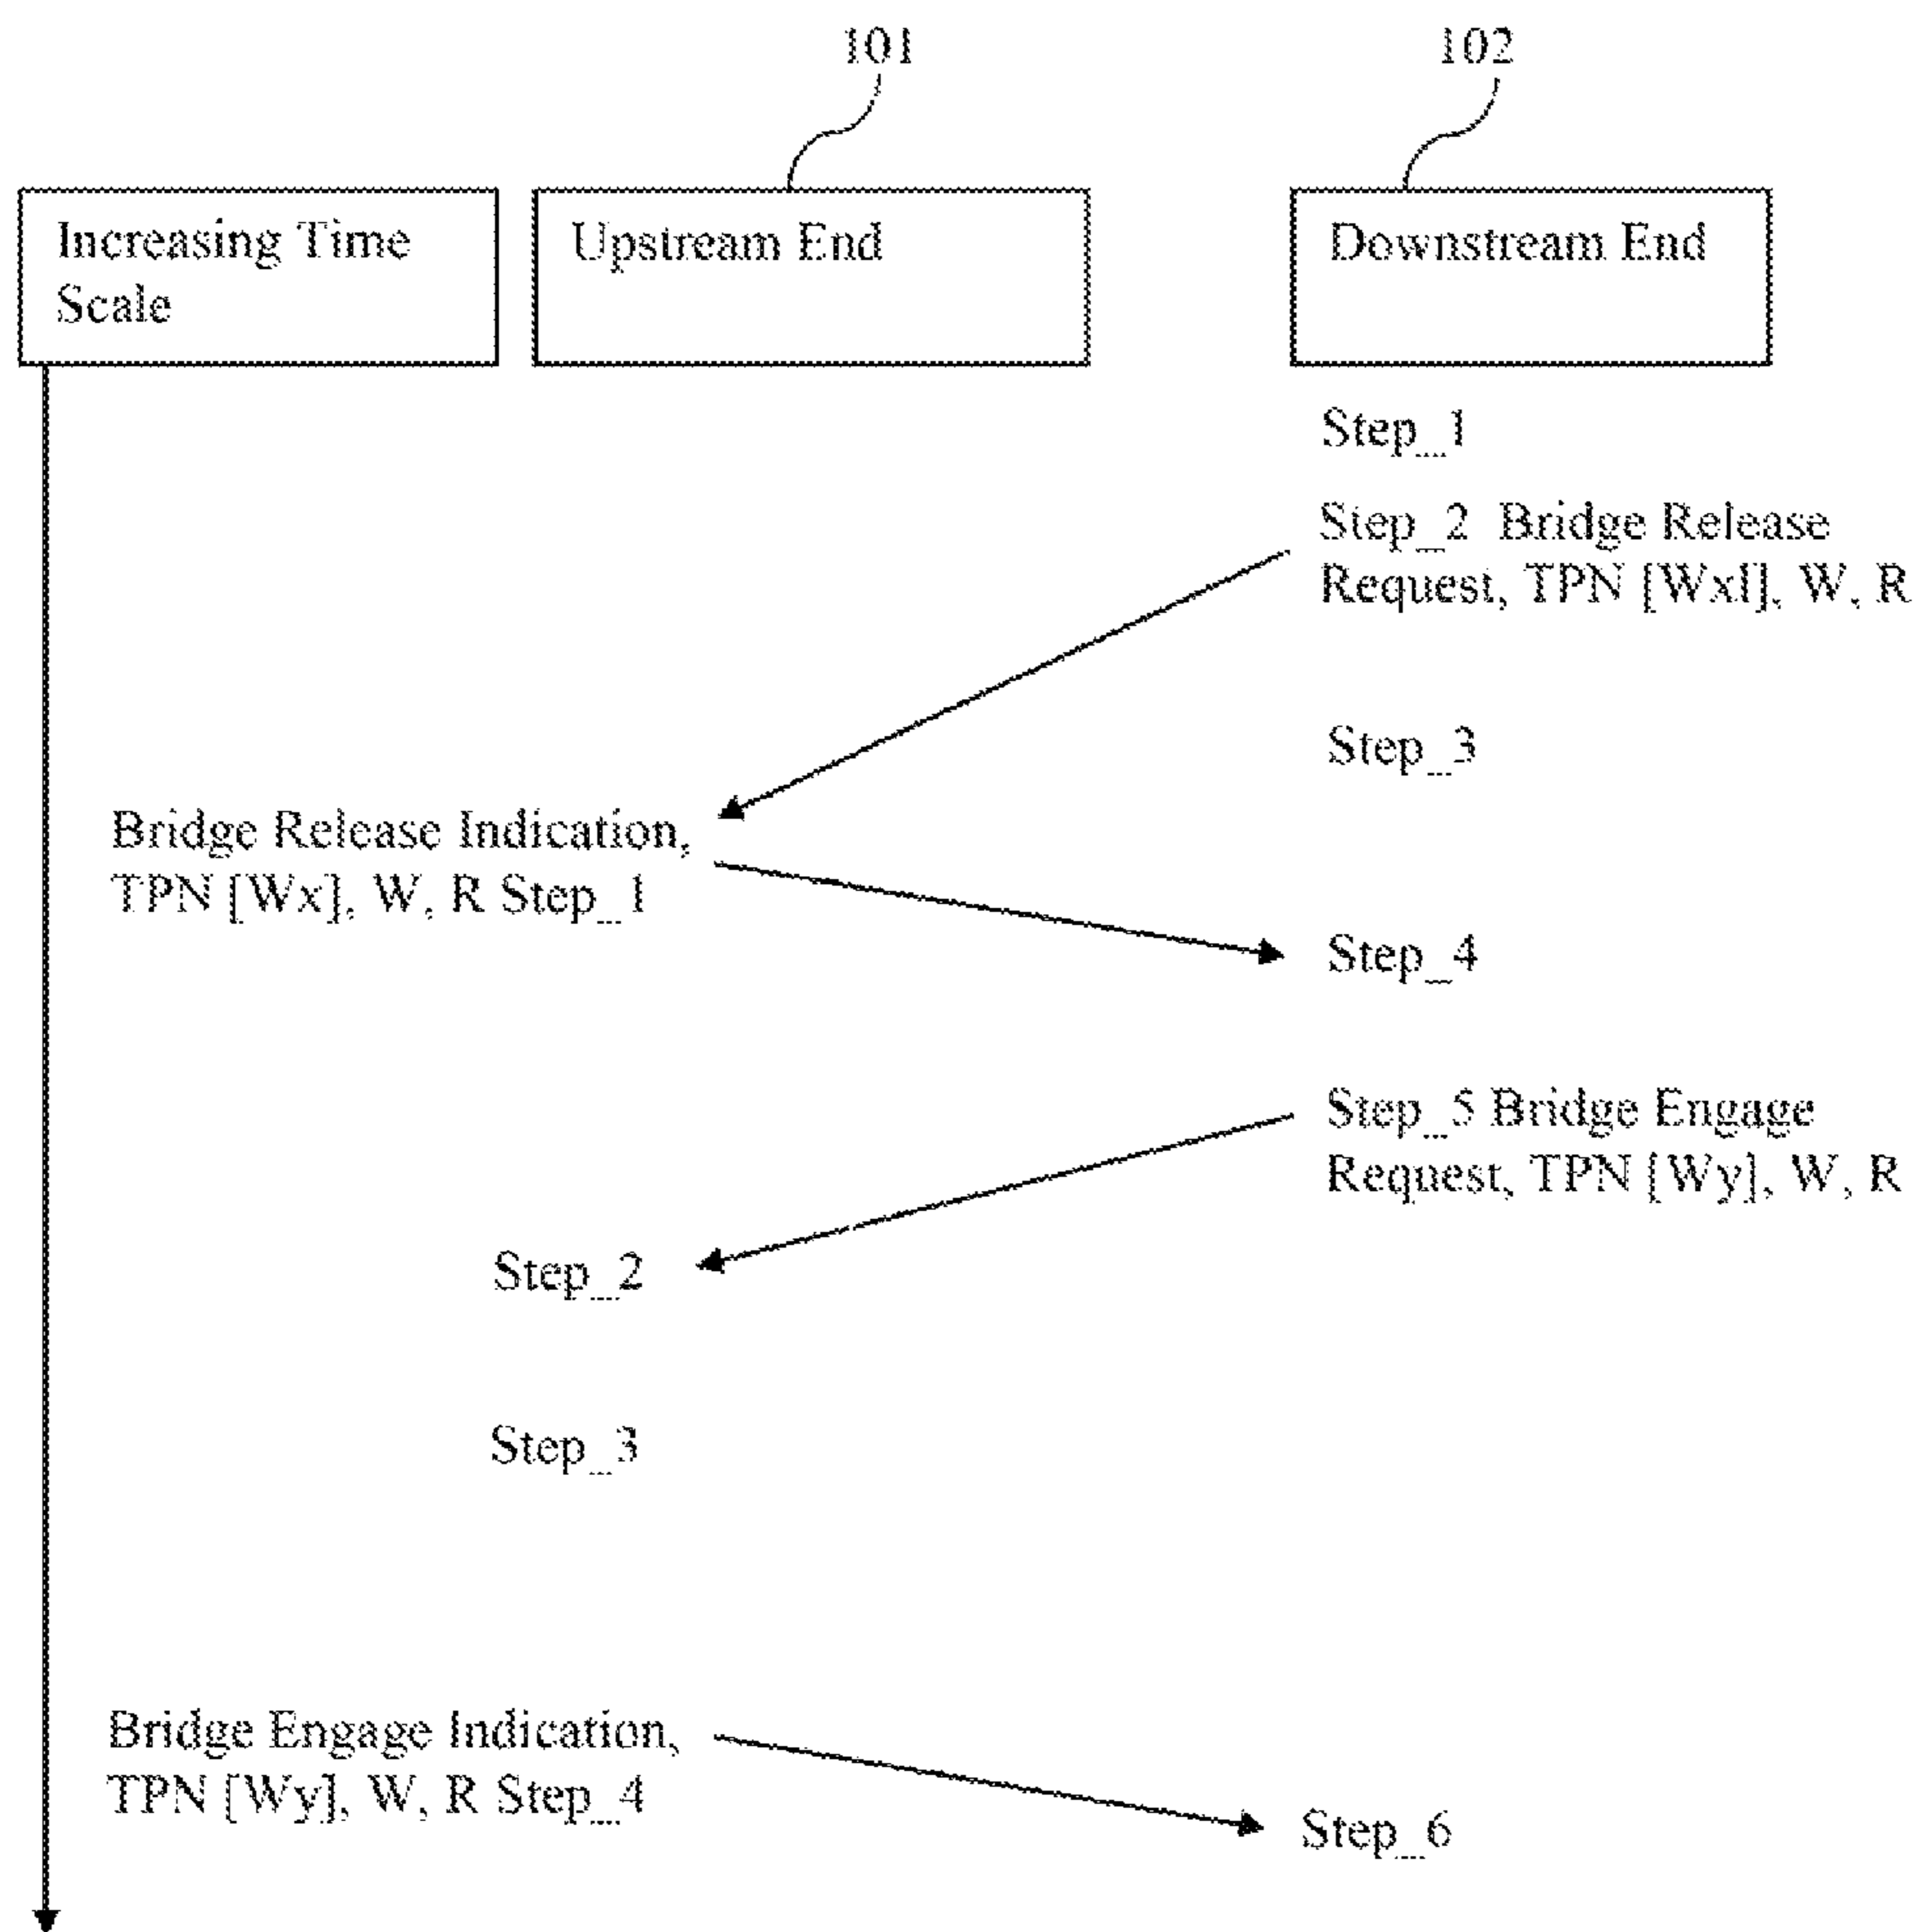 101
102
Increasing Time
Scale
Upstream End
Downstream End
Step_1
Step_2 Bridge Release
Request, TPN [WxI], W, R
Step_3
Bridge Release Indication,
TPN [Wx], W, R Step_1
Step_4
Step_5 Bridge Engage
Request, TPN [Wy], W, R
Step_2
Step_3
Bridge Engage Indication,
TPN [Wy], W, R Step_4
Step_6